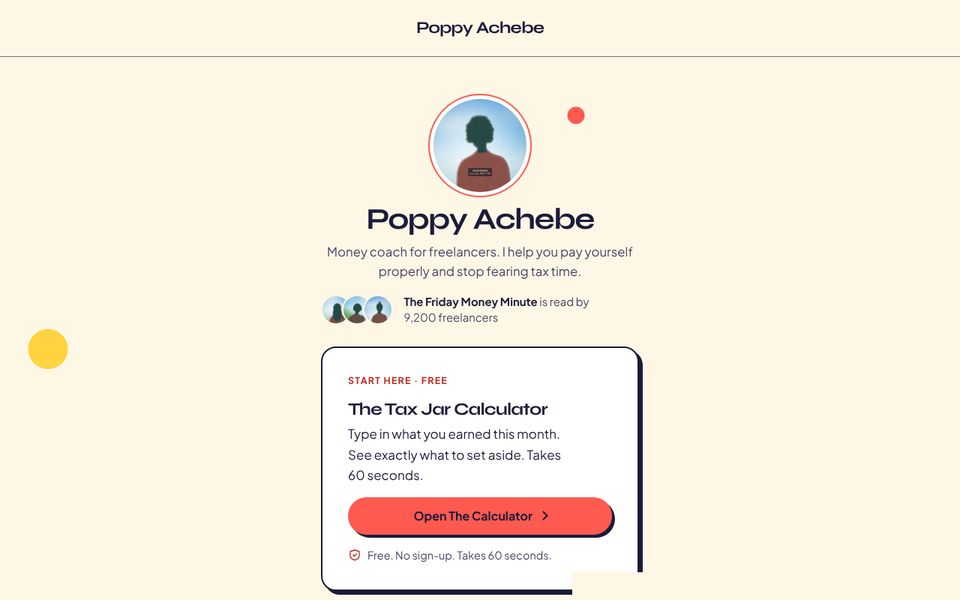 Poppy Achebe
Poppy Achebe
Money coach for freelancers. I help you pay yourself
properly and stop fearing tax time.
The Friday Money Minute is read by
9,200 freelancers
START HERE · FREE
The Tax Jar Calculator
Type in what you earned this month.
See exactly what to set aside. Takes
60 seconds.
Open The Calculator
Free. No sign-up. Takes 60 seconds.